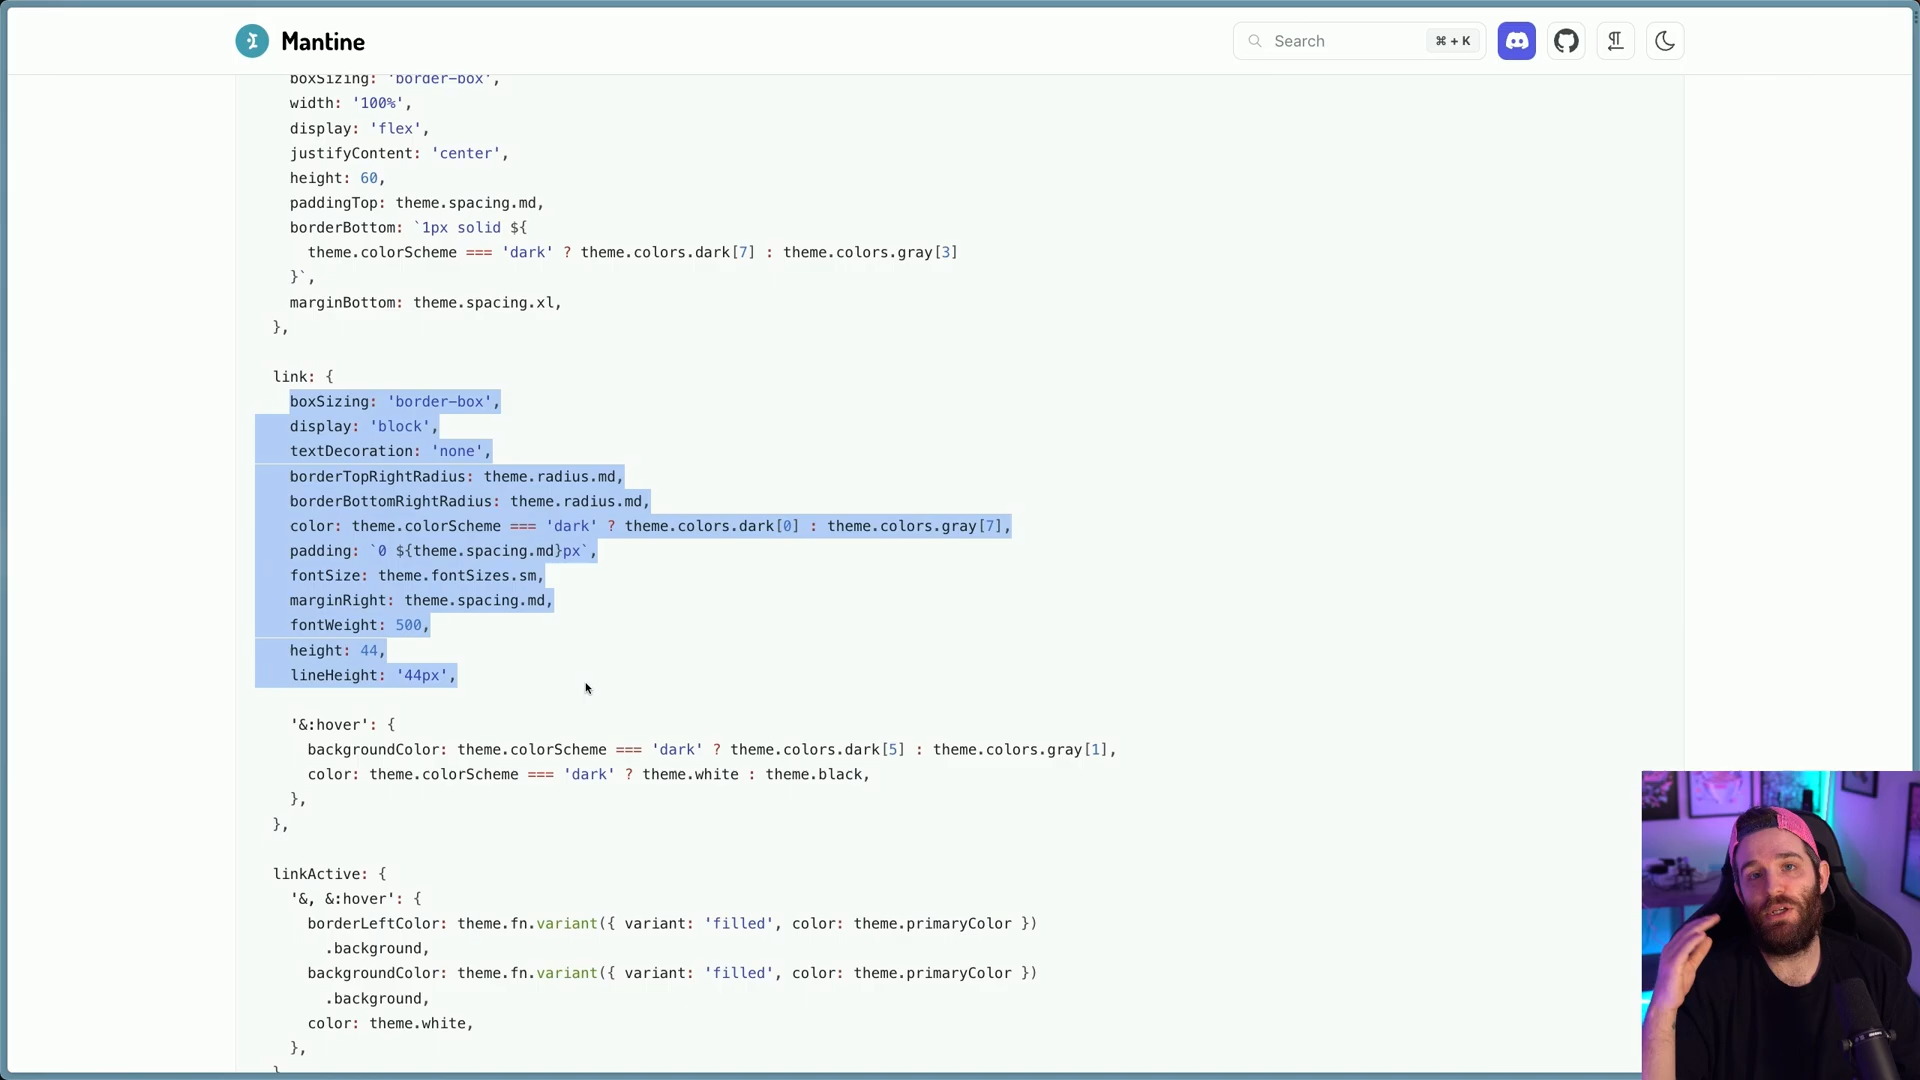 Mantine
Search
⌘ + K
boxSizing: 'border-box',
width: '100%',
display: 'flex',
justifyContent: 'center',
height: 60,
paddingTop: theme.spacing.md,
borderBottom: `1px solid ${
theme.colorScheme === 'dark' ? theme.colors.dark[7] : theme.colors.gray[3]
}`,
marginBottom: theme.spacing.xl,
},
link: {
boxSizing: 'border-box',
display: 'block',
textDecoration: 'none',
borderTopRightRadius: theme.radius.md,
borderBottomRightRadius: theme.radius.md,
color: theme.colorScheme === 'dark' ? theme.colors.dark[0] : theme.colors.gray[7],
padding: `0 ${theme.spacing.md}px`,
fontSize: theme.fontSizes.sm,
marginRight: theme.spacing.md,
fontWeight: 500,
height: 44,
lineHeight: '44px',
'&:hover': {
backgroundColor: theme.colorScheme === 'dark' ? theme.colors.dark[5] : theme.colors.gray[1],
color: theme.colorScheme === 'dark' ? theme.white : theme.black,
},
},
linkActive: {
'&, &:hover': {
borderLeftColor: theme.fn.variant({ variant: 'filled', color: theme.primaryColor })
.background,
backgroundColor: theme.fn.variant({ variant: 'filled', color: theme.primaryColor })
.background,
color: theme.white,
},
}